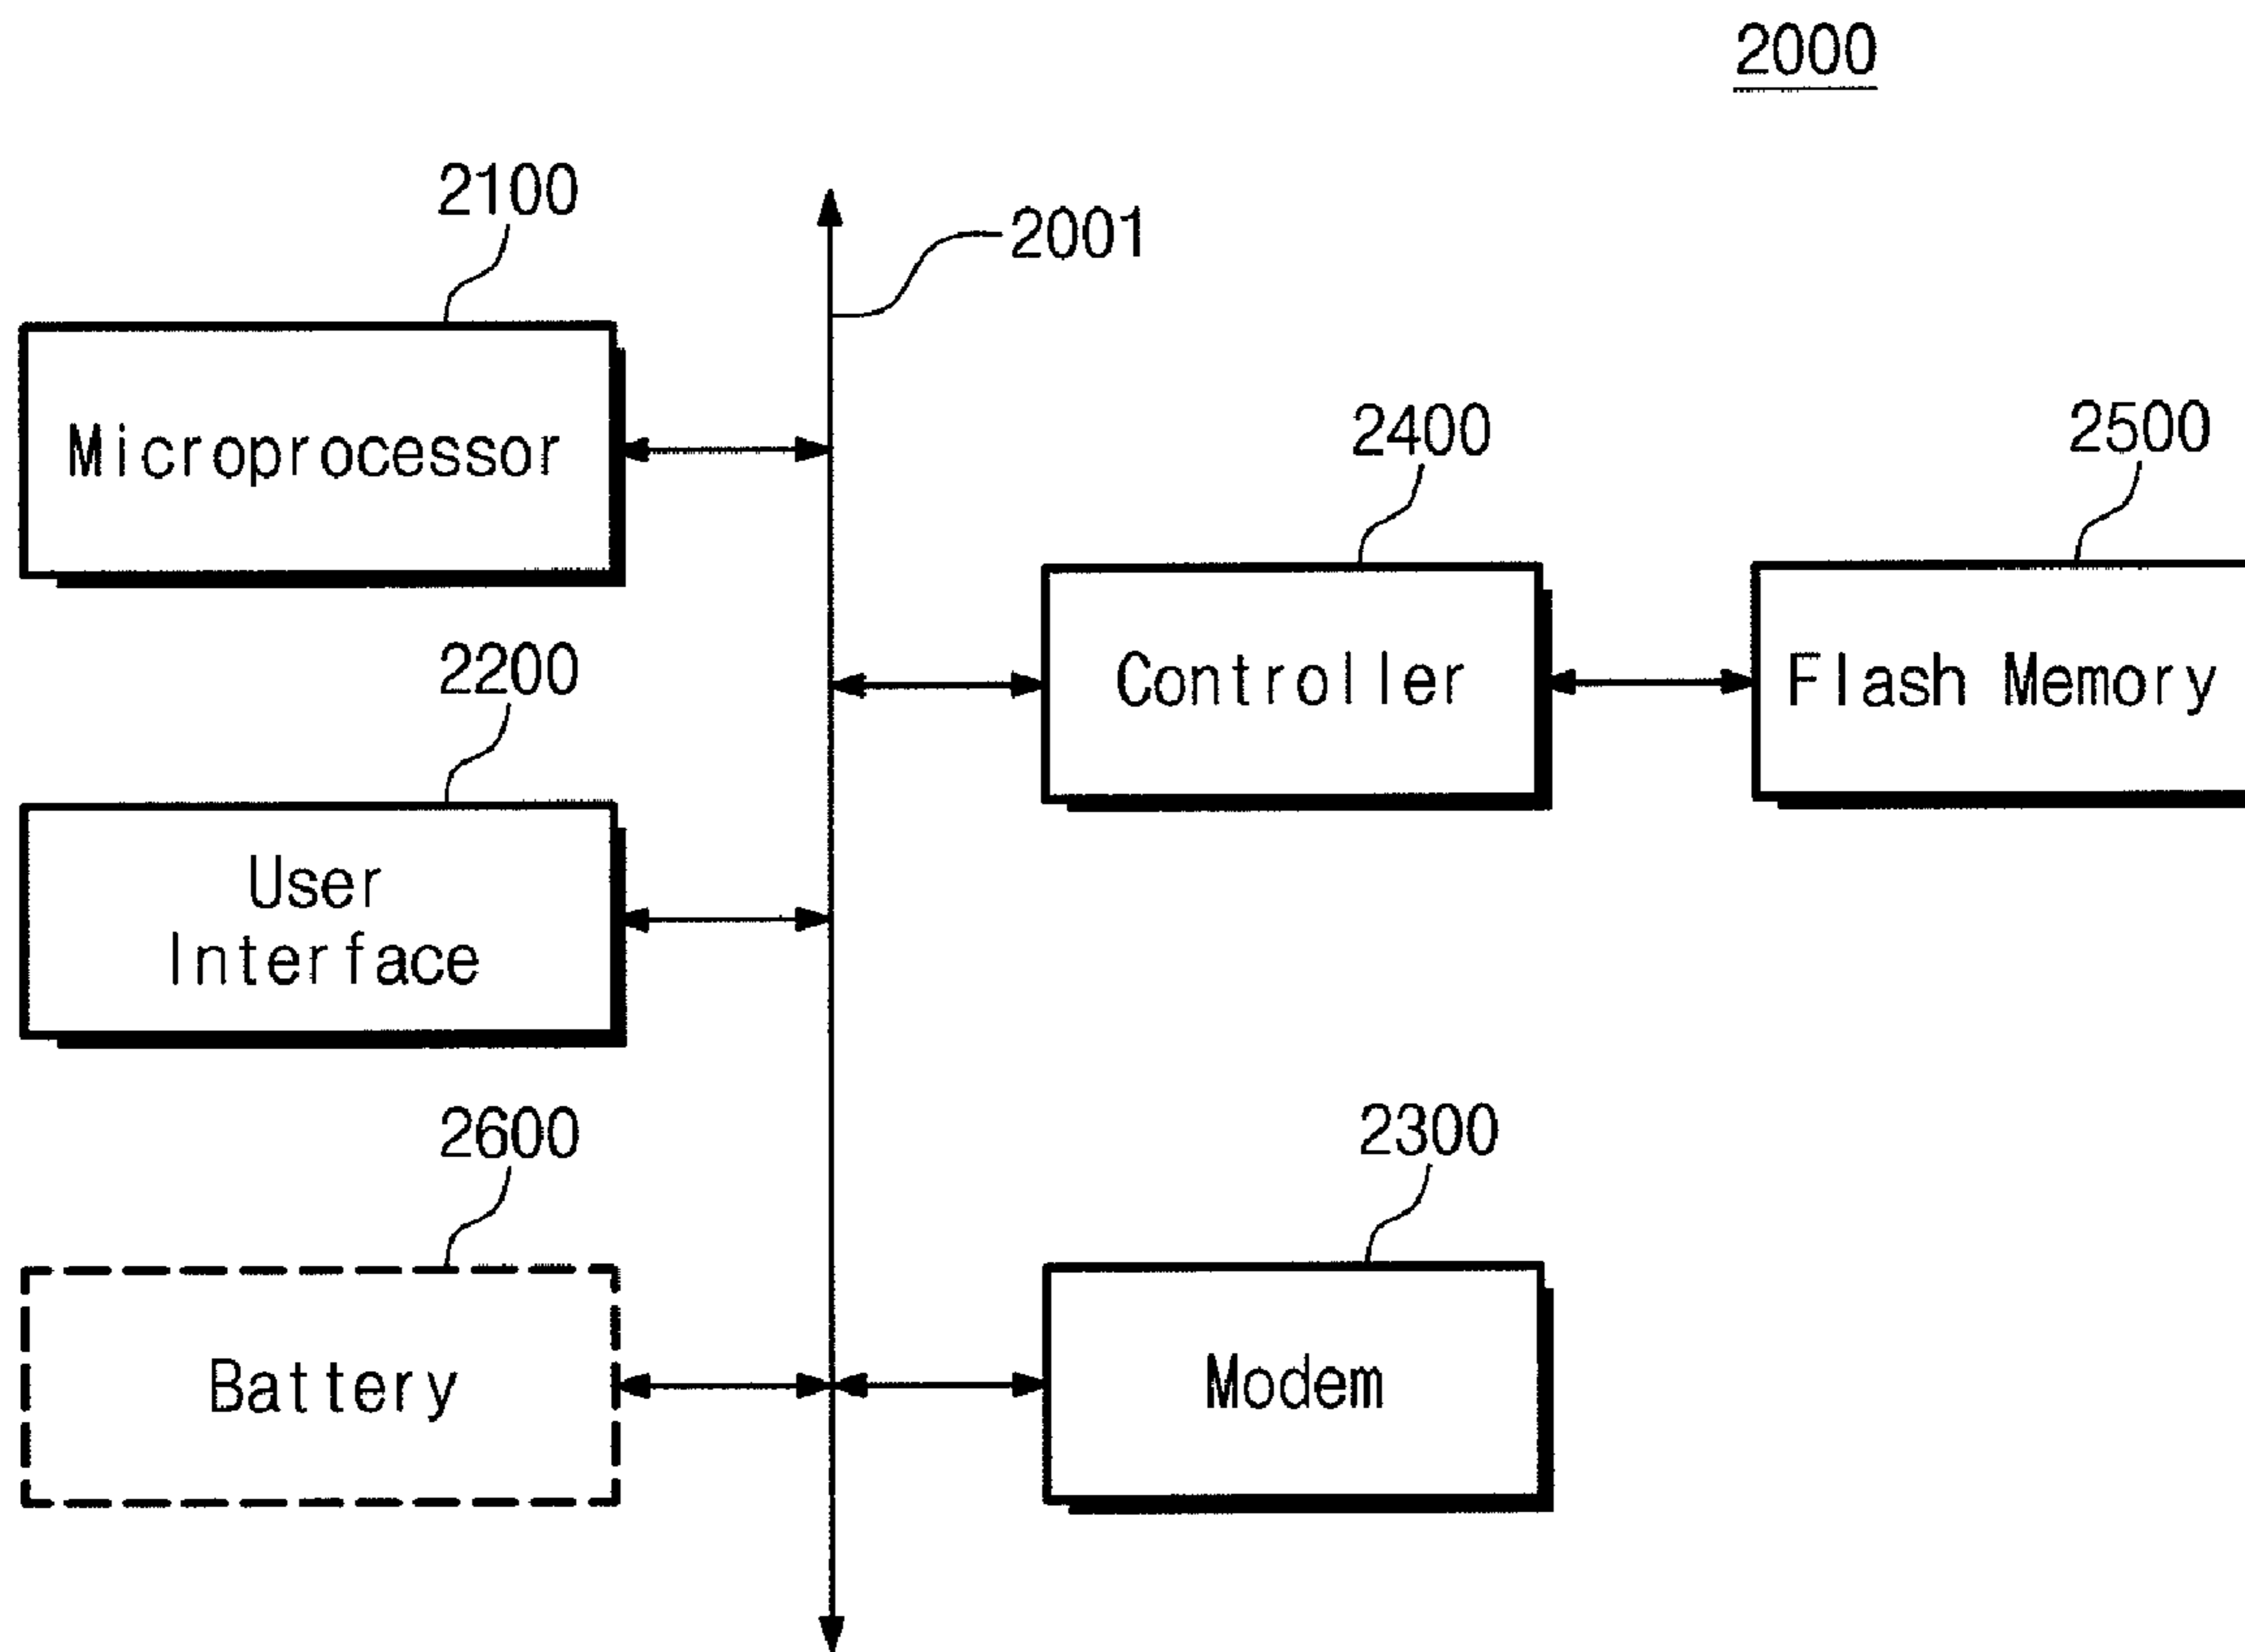 2000
2100
2001
Microprocessor
2400
2500
Controller
Flash Memory
2200
User
Interface
2600
2300
Battery
Modem